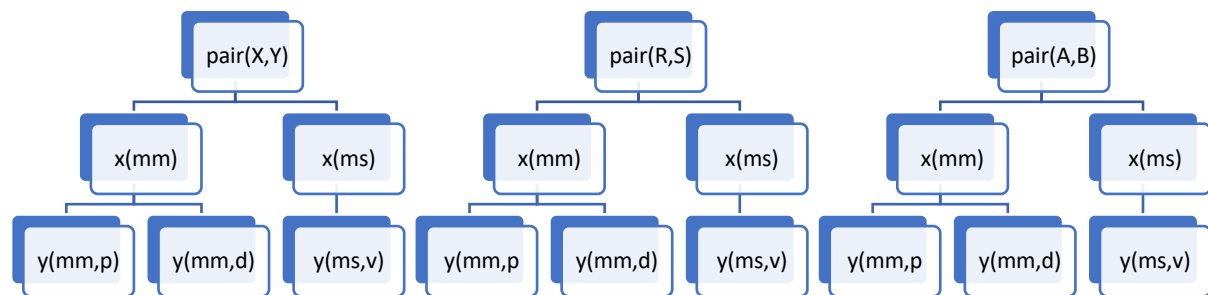 pair(X,Y)
pair(R,S)
pair(A,B)
x(mm)
x(ms)
x(mm)
x(ms)
x(mm)
x(ms)
y(mm,p)
y(mm,d)
y(ms,v)
y(mm,p
y(mm,d)
y(ms,v)
y(mm,p
y(mm,d)
y(ms,v)